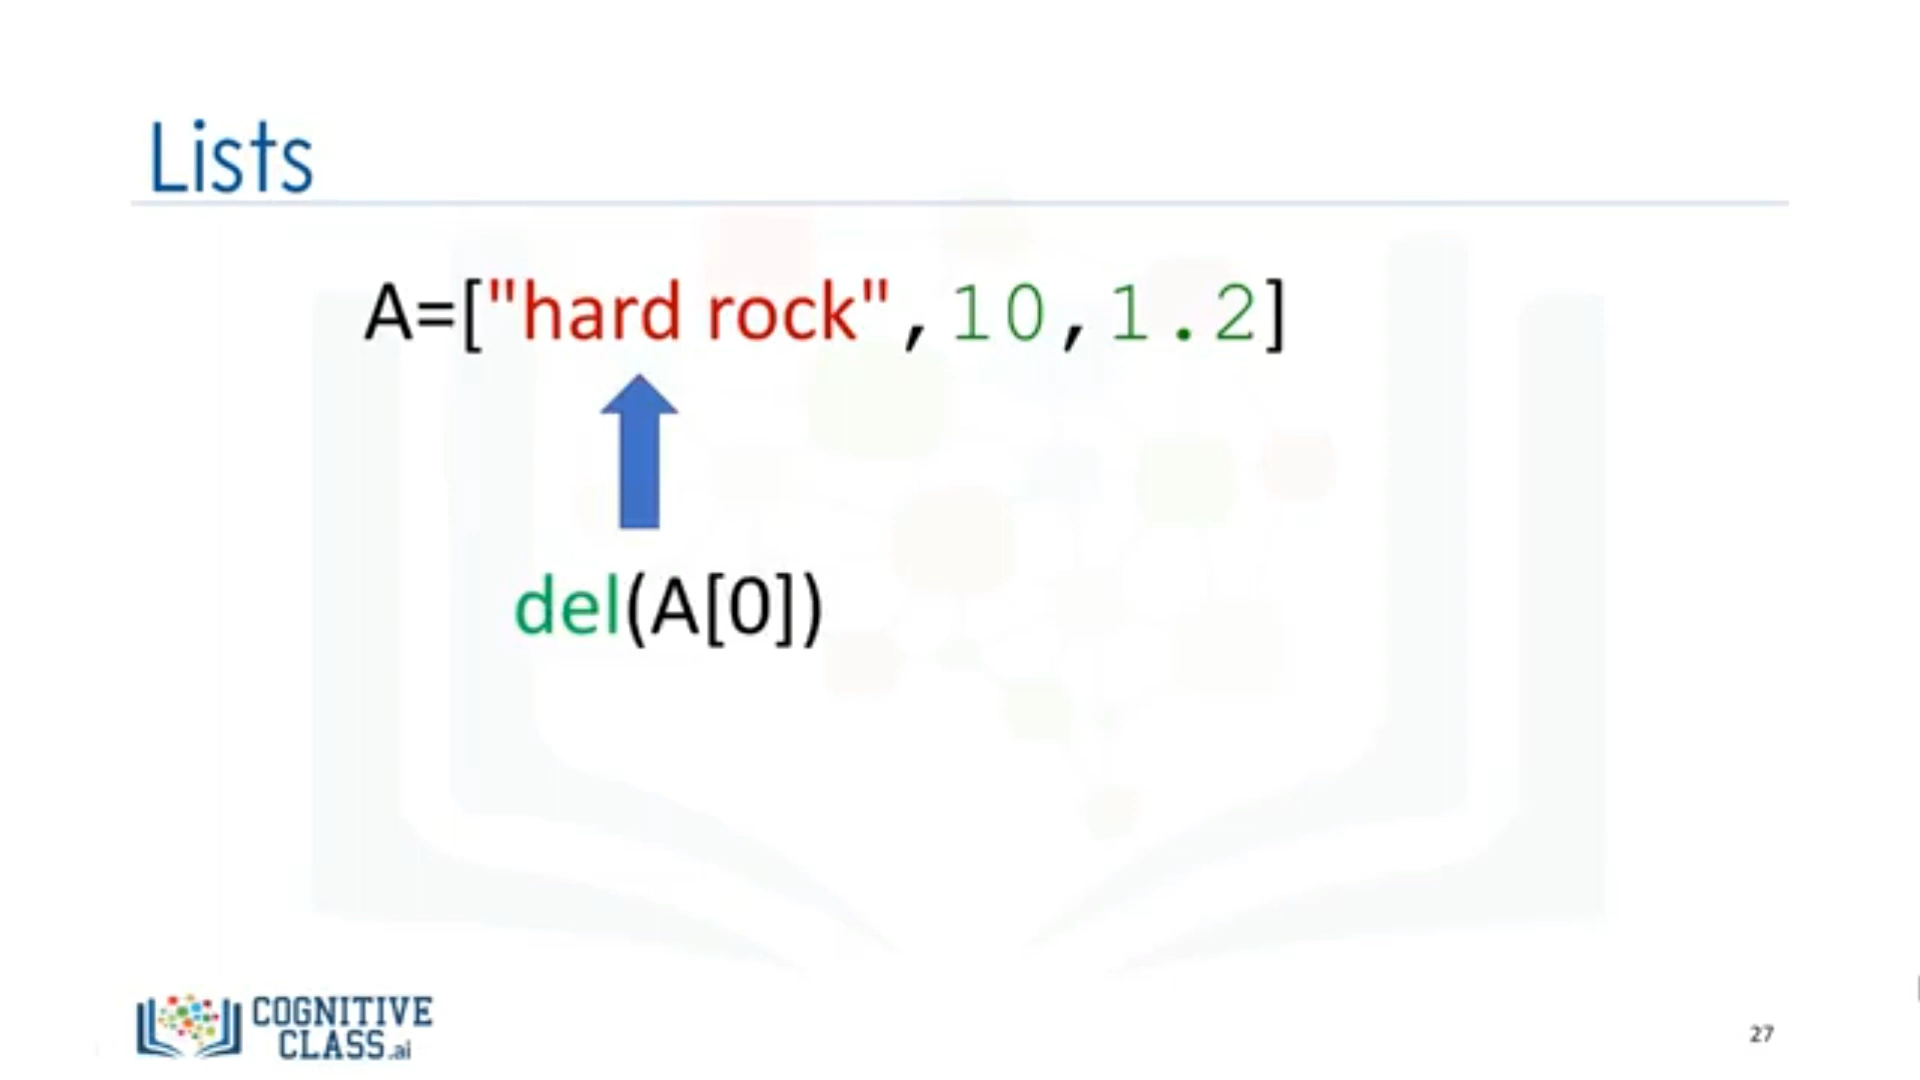 Lists
A=["hard rock",10,1.2]
del(A[0])
COGNITIVE
CLASS.ai
27